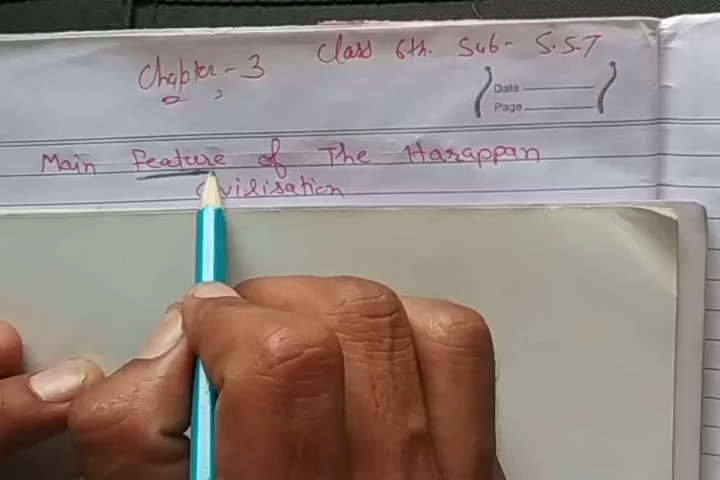 Chapter-3 Class 6th. Sub- S.S.T
Date
Page
Main Feature of The Harappan
Civilisation